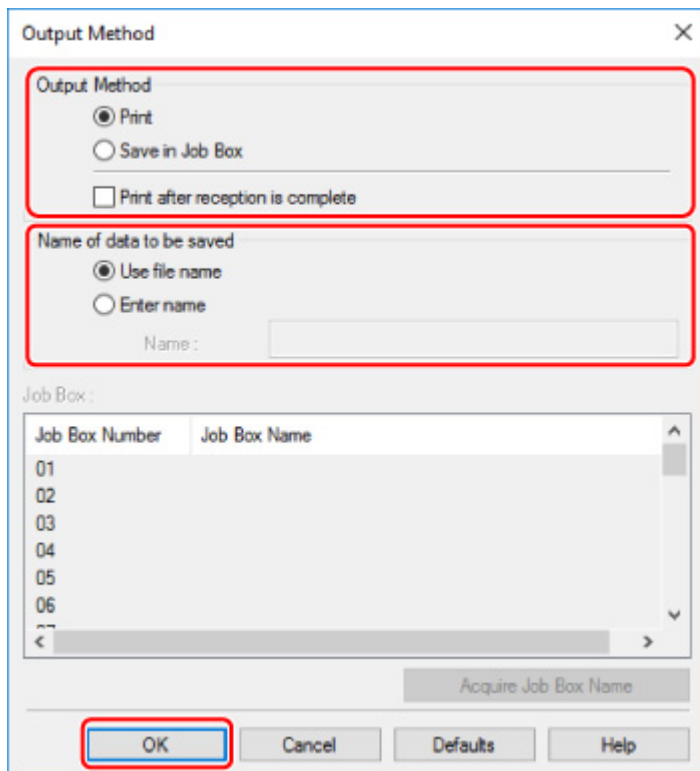 Output Method
Output Method
Print
Save in Job Box
Print after reception is complete
Name of data to be saved
Use file name
Enter name
Name :
Job Box :
Job Box Number Job Box Name
01
02
03
04
05
06
Acquire Job Box Name
OK Cancel Defaults Help